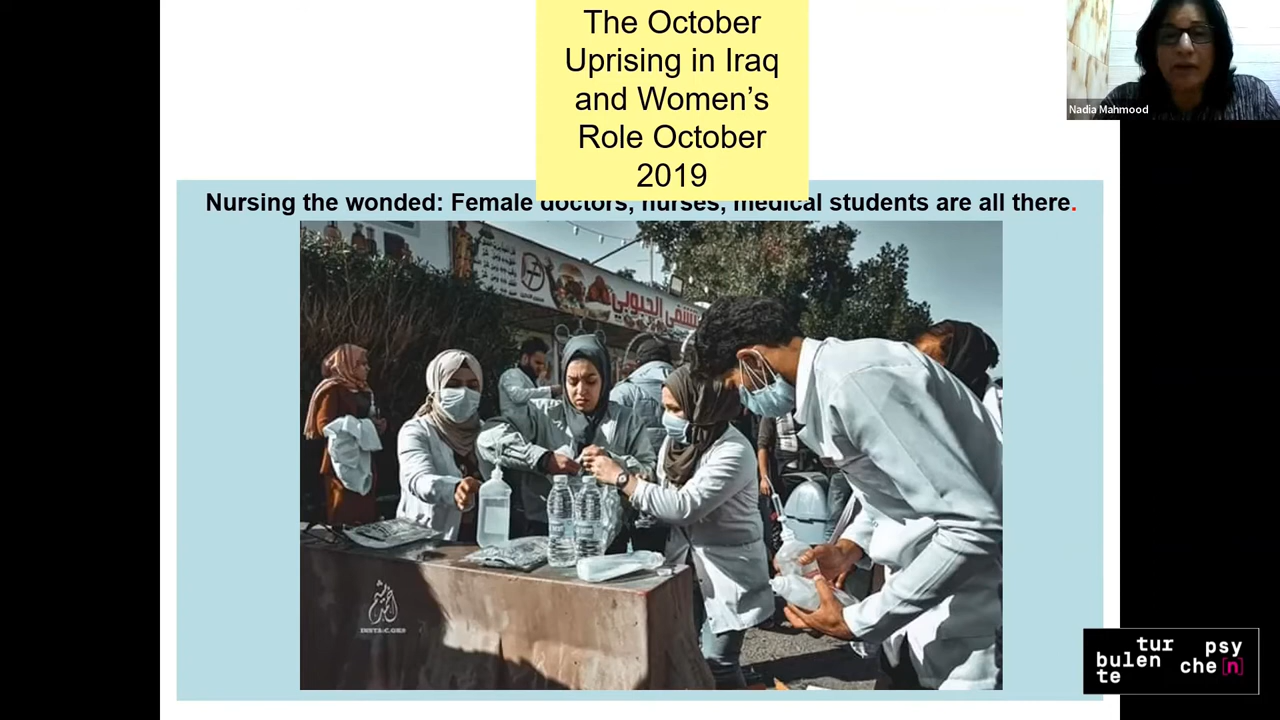 The October
Uprising in Iraq
and Women’s
Role October
2019
Nadia Mahmood
Nursing the wonded: Female doctors, nurses, medical students are all there.
الحبوبي
tur
bulen
te
psy
che[n]